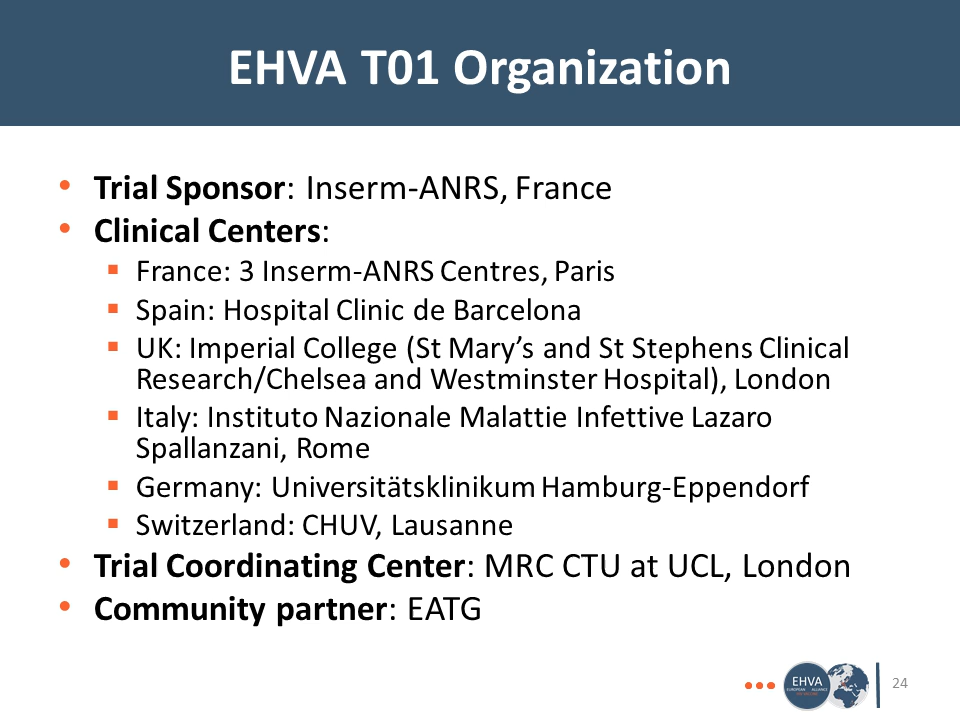 EHVA T01 Organization
• Trial Sponsor: Inserm-ANRS, France
• Clinical Centers:
▪ France: 3 Inserm-ANRS Centres, Paris
▪ Spain: Hospital Clinic de Barcelona
▪ UK: Imperial College (St Mary’s and St Stephens Clinical
Research/Chelsea and Westminster Hospital), London
▪ Italy: Instituto Nazionale Malattie Infettive Lazaro
Spallanzani, Rome
▪ Germany: Universitätsklinikum Hamburg-Eppendorf
▪ Switzerland: CHUV, Lausanne
• Trial Coordinating Center: MRC CTU at UCL, London
• Community partner: EATG
EHVA
EUROPEAN ALLIANCE
24